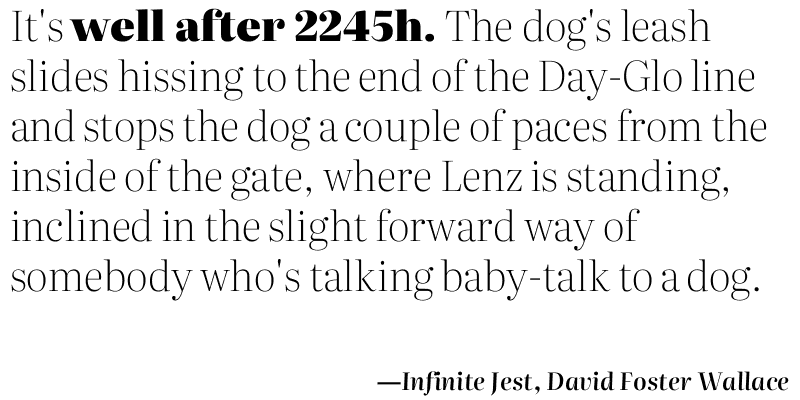 It's well after 2245h. The dog's leash
slides hissing to the end of the Day-Glo line
and stops the dog a couple of paces from the
inside of the gate, where Lenz is standing,
inclined in the slight forward way of
somebody who's talking baby-talk to a dog.
—Infinite Jest, David Foster Wallace